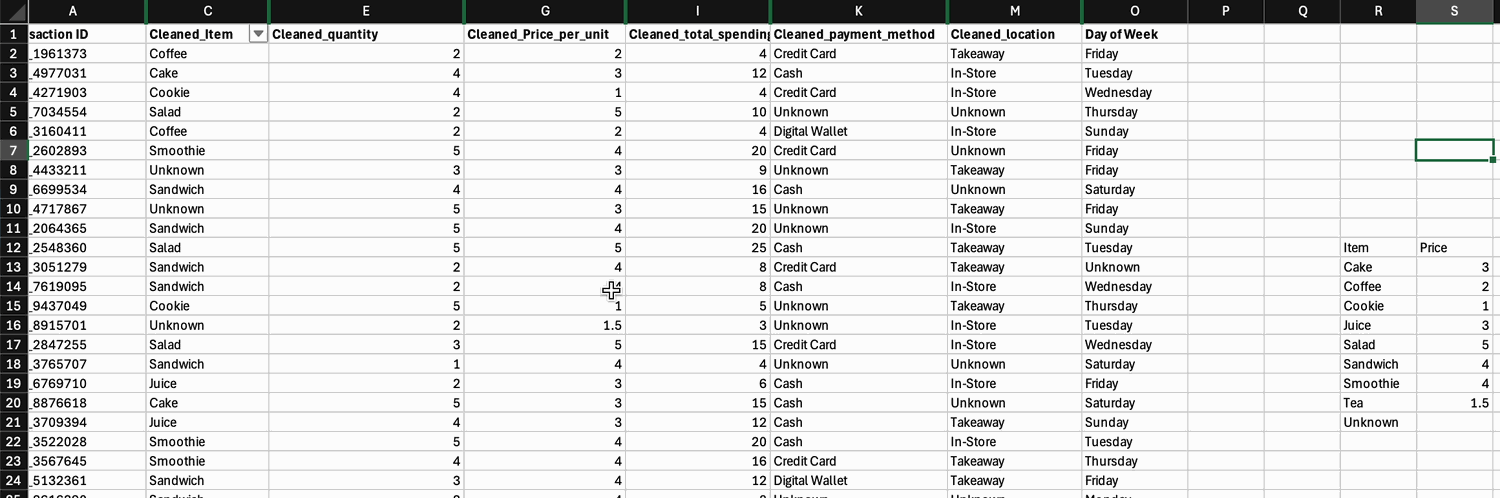 A C E G I K M O P Q R S
1 saction ID Cleaned_Item Cleaned_quantity Cleaned_Price_per_unit Cleaned_total_spending Cleaned_payment_method Cleaned_location Day of Week
2 _1961373 Coffee 2 2 4 Credit Card Takeaway Friday
3 _4977031 Cake 4 3 12 Cash In-Store Tuesday
4 _4271903 Cookie 4 1 4 Credit Card In-Store Wednesday
5 _7034554 Salad 2 5 10 Unknown Unknown Thursday
6 _3160411 Coffee 2 2 4 Digital Wallet In-Store Sunday
7 _2602893 Smoothie 5 4 20 Credit Card Unknown Friday
8 _4433211 Unknown 3 3 9 Unknown Takeaway Friday
9 _6699534 Sandwich 4 4 16 Cash Unknown Saturday
10 _4717867 Unknown 5 3 15 Unknown Takeaway Friday
11 _2064365 Sandwich 5 4 20 Unknown In-Store Sunday
12 _2548360 Salad 5 5 25 Cash Takeaway Tuesday Item Price
13 _3051279 Sandwich 2 4 8 Credit Card Takeaway Unknown Cake 3
14 _7619095 Sandwich 2 8 Cash In-Store Wednesday Coffee 2
15 _9437049 Cookie 5 1 5 Unknown Takeaway Thursday Cookie 1
16 _8915701 Unknown 2 1.5 3 Unknown In-Store Tuesday Juice 3
17 _2847255 Salad 3 5 15 Credit Card In-Store Wednesday Salad 5
18 _3765707 Sandwich 1 4 4 Unknown Unknown Saturday Sandwich 4
19 _6769710 Juice 2 3 6 Cash In-Store Friday Smoothie 4
20 _8876618 Cake 5 3 15 Cash Unknown Saturday Tea 1.5
21 _3709394 Juice 4 3 12 Cash Takeaway Sunday Unknown
22 _3522028 Smoothie 5 4 20 Cash In-Store Tuesday
23 _3567645 Smoothie 4 4 16 Credit Card Takeaway Thursday
24 _5132361 Sandwich 3 4 12 Digital Wallet Takeaway Friday